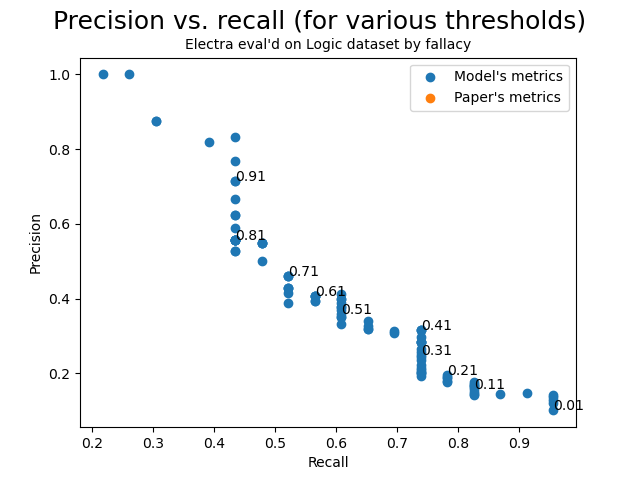 Precision vs. recall (for various thresholds)
Electra eval'd on Logic dataset by fallacy
Model's metrics
Paper's metrics
1.0
0.8
0.6
0.4
0.2
Precision
0.91
0.81
0.71
0.61
0.51
0.41
0.31
0.21
0.11
0.01
0.2 0.3 0.4 0.5 0.6 0.7 0.8 0.9
Recall